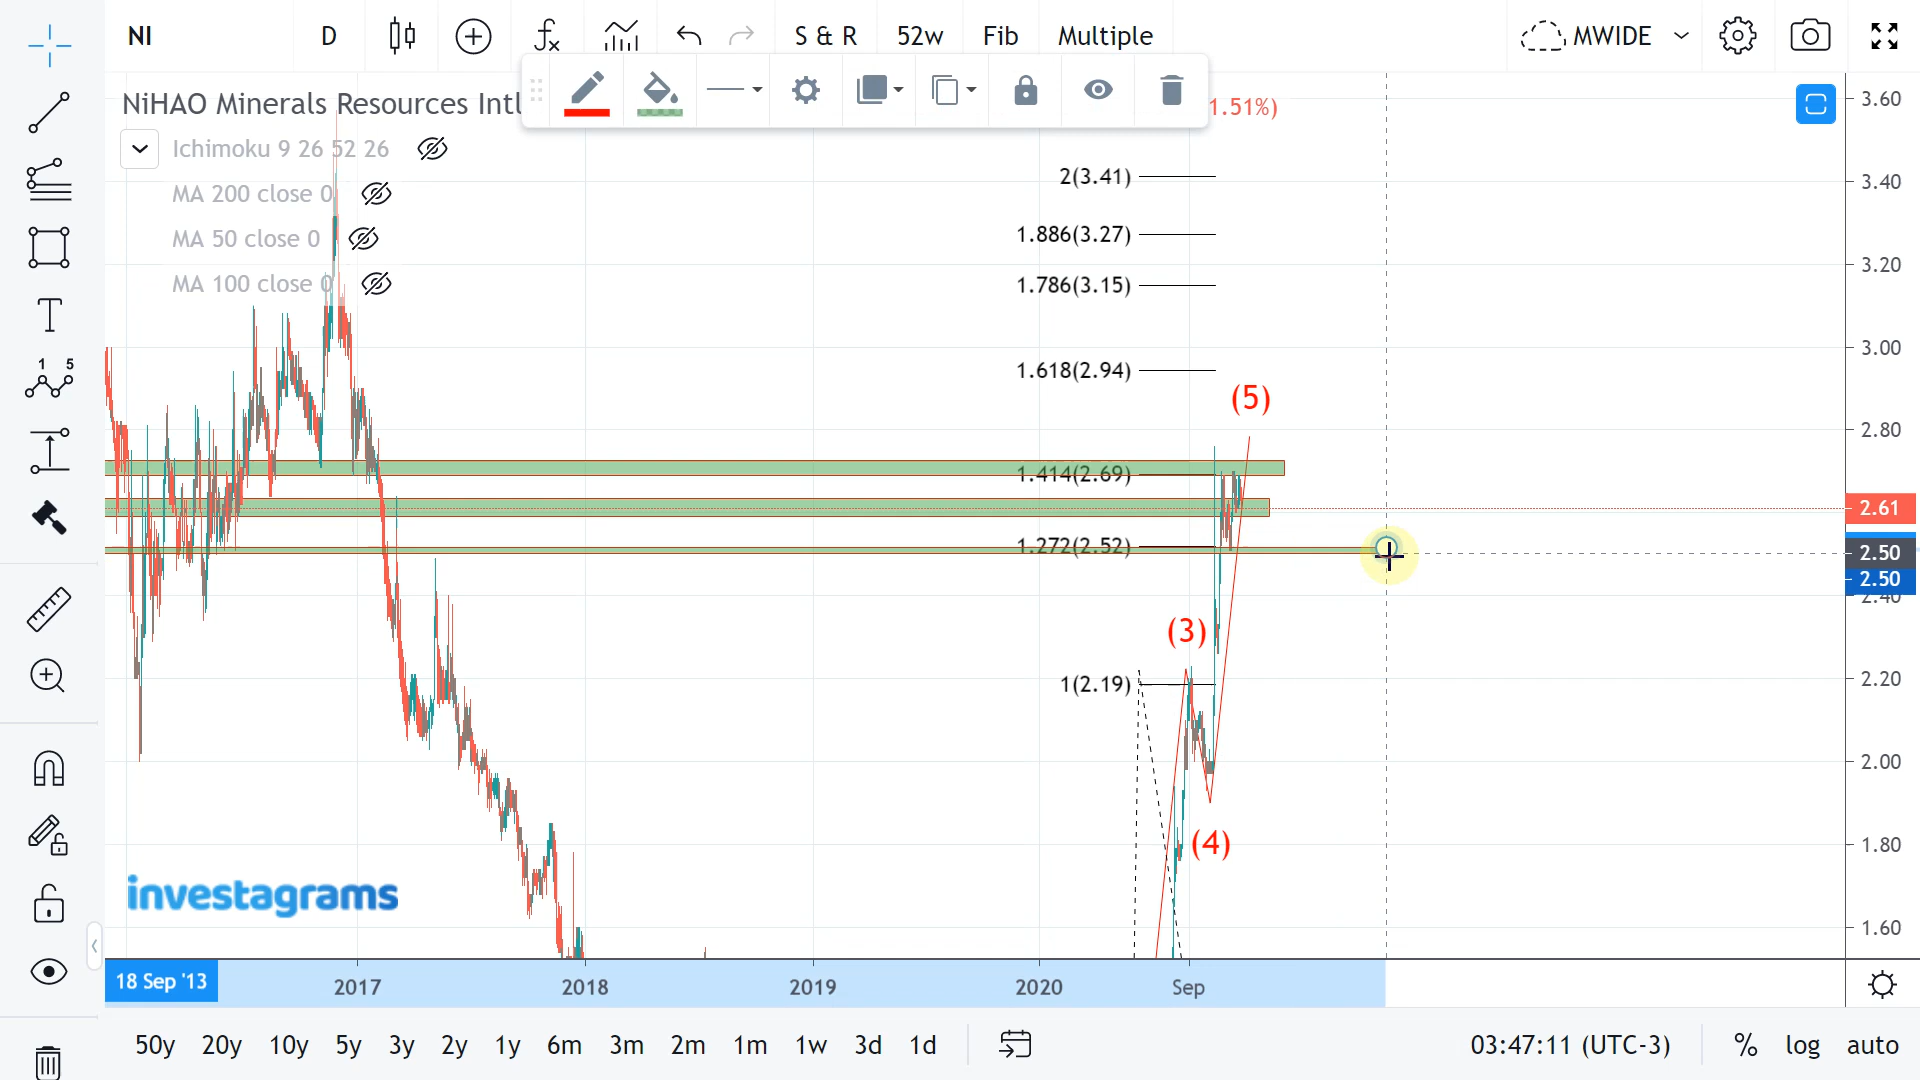 NI
D
S & R
52w
Fib
Multiple
MWIDE
NiHAO Minerals Resources Intl
1.51%)
Ichimoku 9 26 52 26
MA 200 close 0
MA 50 close 0
MA 100 close 0
1 5
2(3.41)
1.886(3.27)
1.786(3.15)
1.618(2.94)
1.414(2.69)
1.272(2.52)
1(2.19)
(5)
(3)
(4)
3.60
3.40
3.20
3.00
2.80
2.61
2.50
2.50
2.40
2.20
2.00
1.80
1.60
investagrams
18 Sep '13
2017
2018
2019
2020
Sep
50y 20y 10y 5y 3y 2y 1y 6m 3m 2m 1m 1w 3d 1d
03:47:11 (UTC-3)
%
log
auto